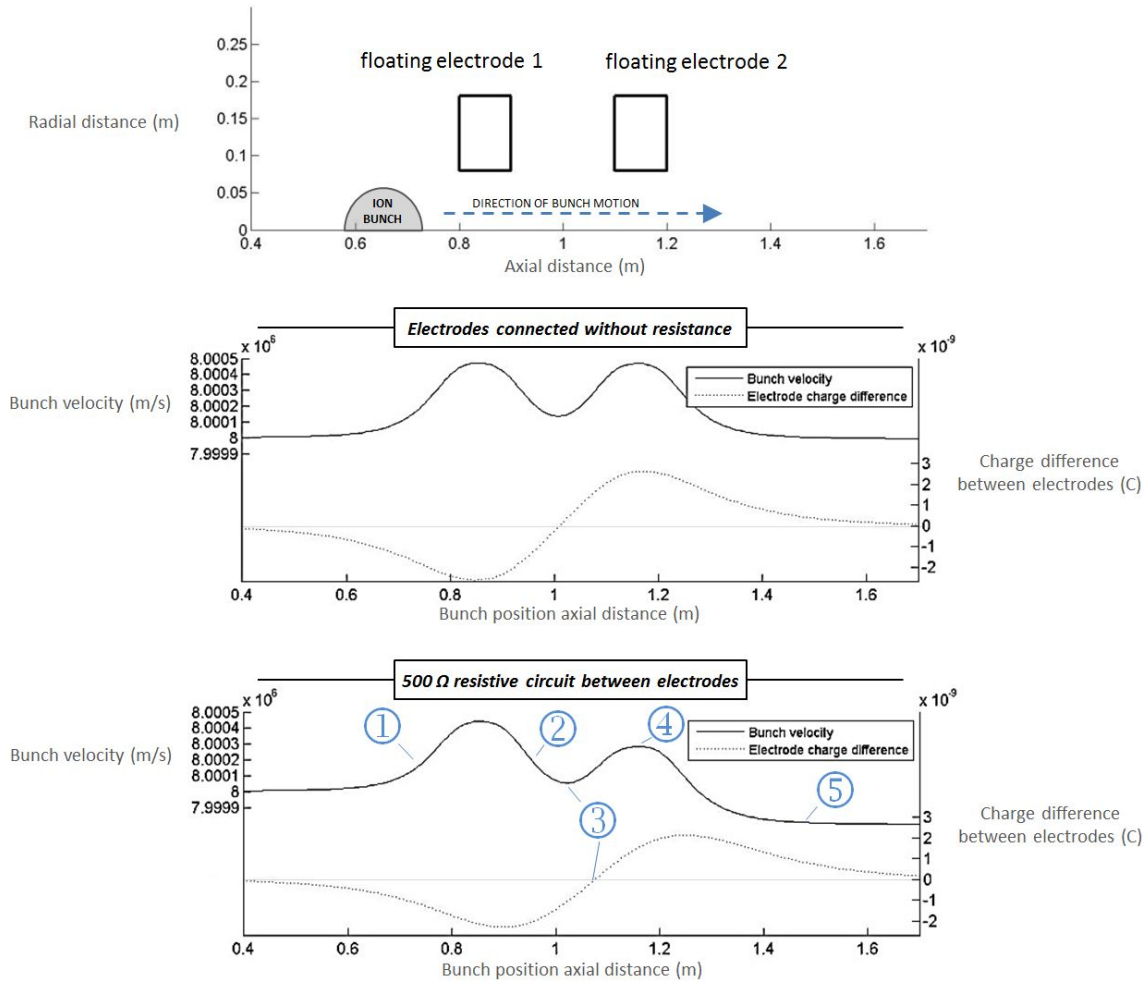 0.25
floating electrode 1 floating electrode 2
0.2
Radial distance (m) 0.15
0.1
0.05
ION
BUNCH
DIRECTION OF BUNCH MOTION
0
0.4 0.6 0.8 1 1.2 1.4 1.6
Axial distance (m)
Electrodes connected without resistance
x 10^6 x 10^-9
8.0005
8.0004
8.0003
8.0002
8.0001
8
7.9999
Bunch velocity (m/s)
Bunch velocity
Electrode charge difference
3
2
1
0
-1
-2
Charge difference
between electrodes (C)
0.4 0.6 0.8 1 1.2 1.4 1.6
Bunch position axial distance (m)
500 Ω resistive circuit between electrodes
x 10^6 x 10^-9
8.0005
8.0004
8.0003
8.0002
8.0001
8
7.9999
Bunch velocity (m/s)
1
2
3
4
5
Bunch velocity
Electrode charge difference
3
2
1
0
-1
-2
Charge difference
between electrodes (C)
0.4 0.6 0.8 1 1.2 1.4 1.6
Bunch position axial distance (m)